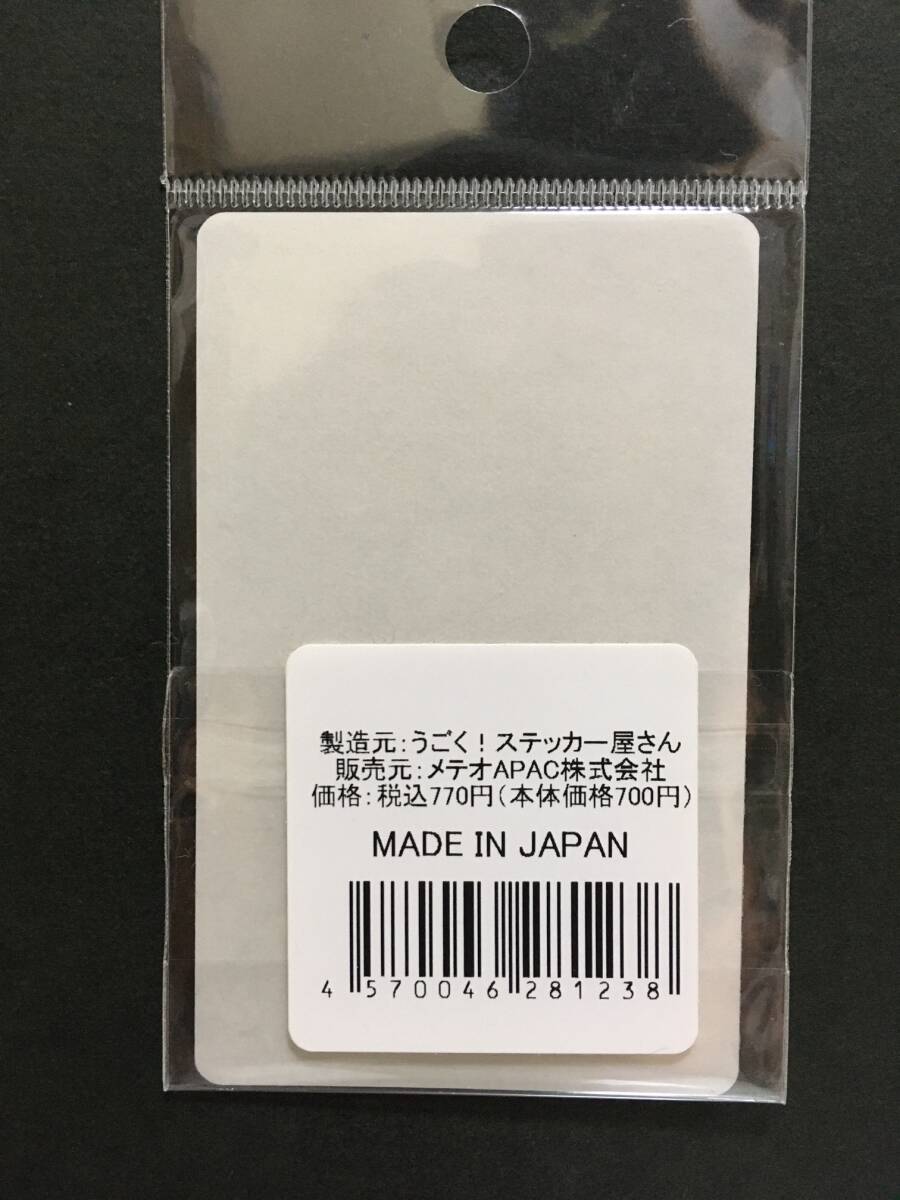 製造元:うごく!ステッカー屋さん
販売元:メテオAPAC株式会社
価格:税込770円(本体価格700円)
MADE IN JAPAN
4 570046 281238